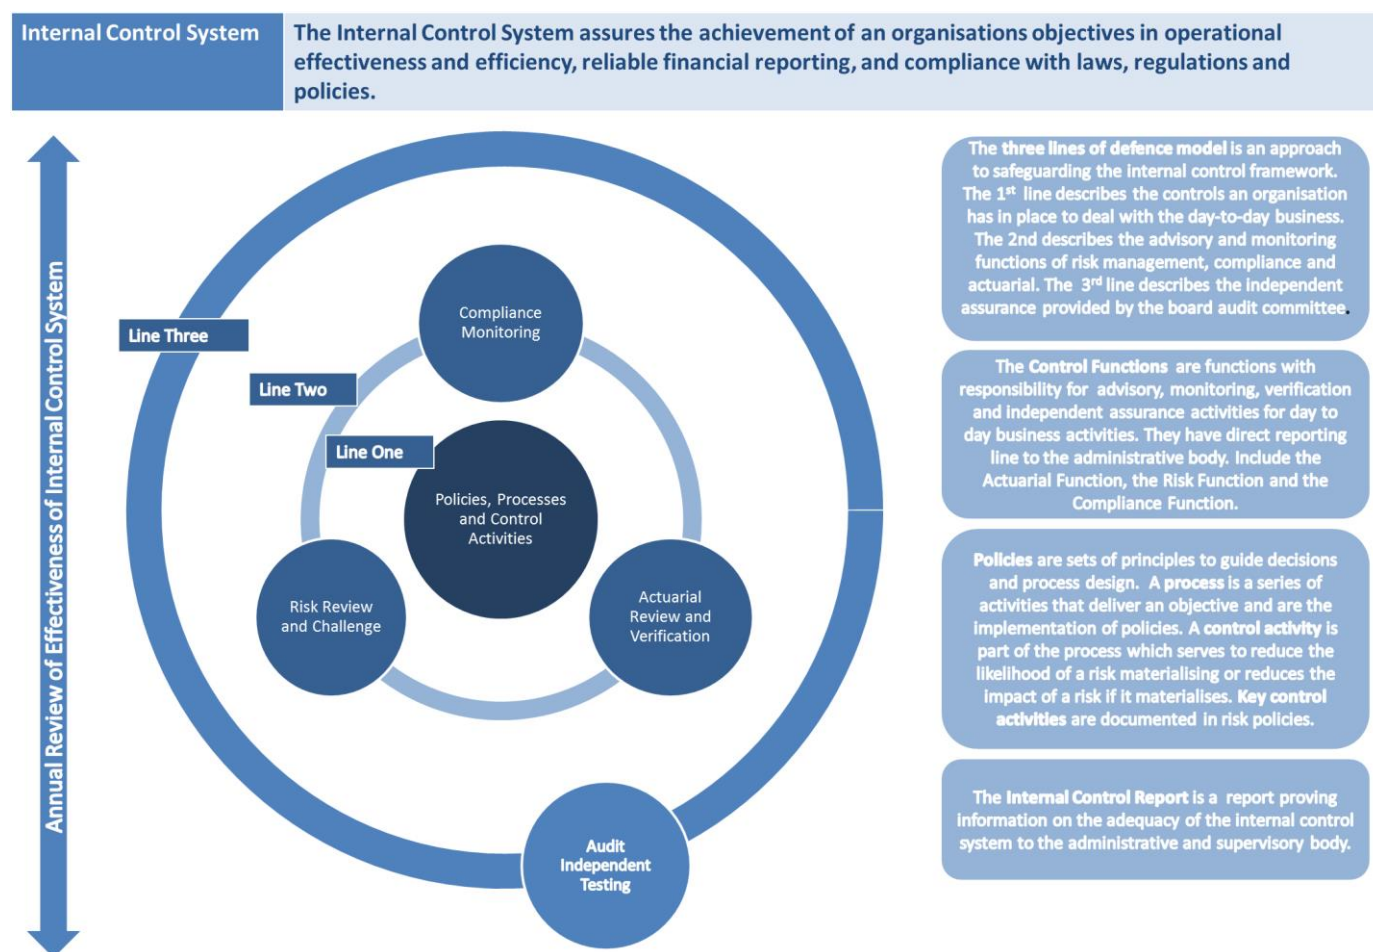 Internal Control System
The Internal Control System assures the achievement of an organisations objectives in operational
effectiveness and efficiency, reliable financial reporting, and compliance with laws, regulations and
policies.
Annual Review of Effectiveness of Internal Control System
Line Three
Line Two
Line One
Compliance
Monitoring
Policies, Processes
and Control
Activities
Risk Review
and Challenge
Actuarial
Review and
Verification
Audit
Independent
Testing
The three lines of defence model is an approach
to safeguarding the internal control framework.
The 1st line describes the controls an organisation
has in place to deal with the day-to-day business.
The 2nd describes the advisory and monitoring
functions of risk management, compliance and
actuarial. The 3rd line describes the independent
assurance provided by the board audit committee.
The Control Functions are functions with
responsibility for advisory, monitoring, verification
and independent assurance activities for day to
day business activities. They have direct reporting
line to the administrative body. Include the
Actuarial Function, the Risk Function and the
Compliance Function.
Policies are sets of principles to guide decisions
and process design. A process is a series of
activities that deliver an objective and are the
implementation of policies. A control activity is
part of the process which serves to reduce the
likelihood of a risk materialising or reduces the
impact of a risk if it materialises. Key control
activities are documented in risk policies.
The Internal Control Report is a report proving
information on the adequacy of the internal control
system to the administrative and supervisory body.